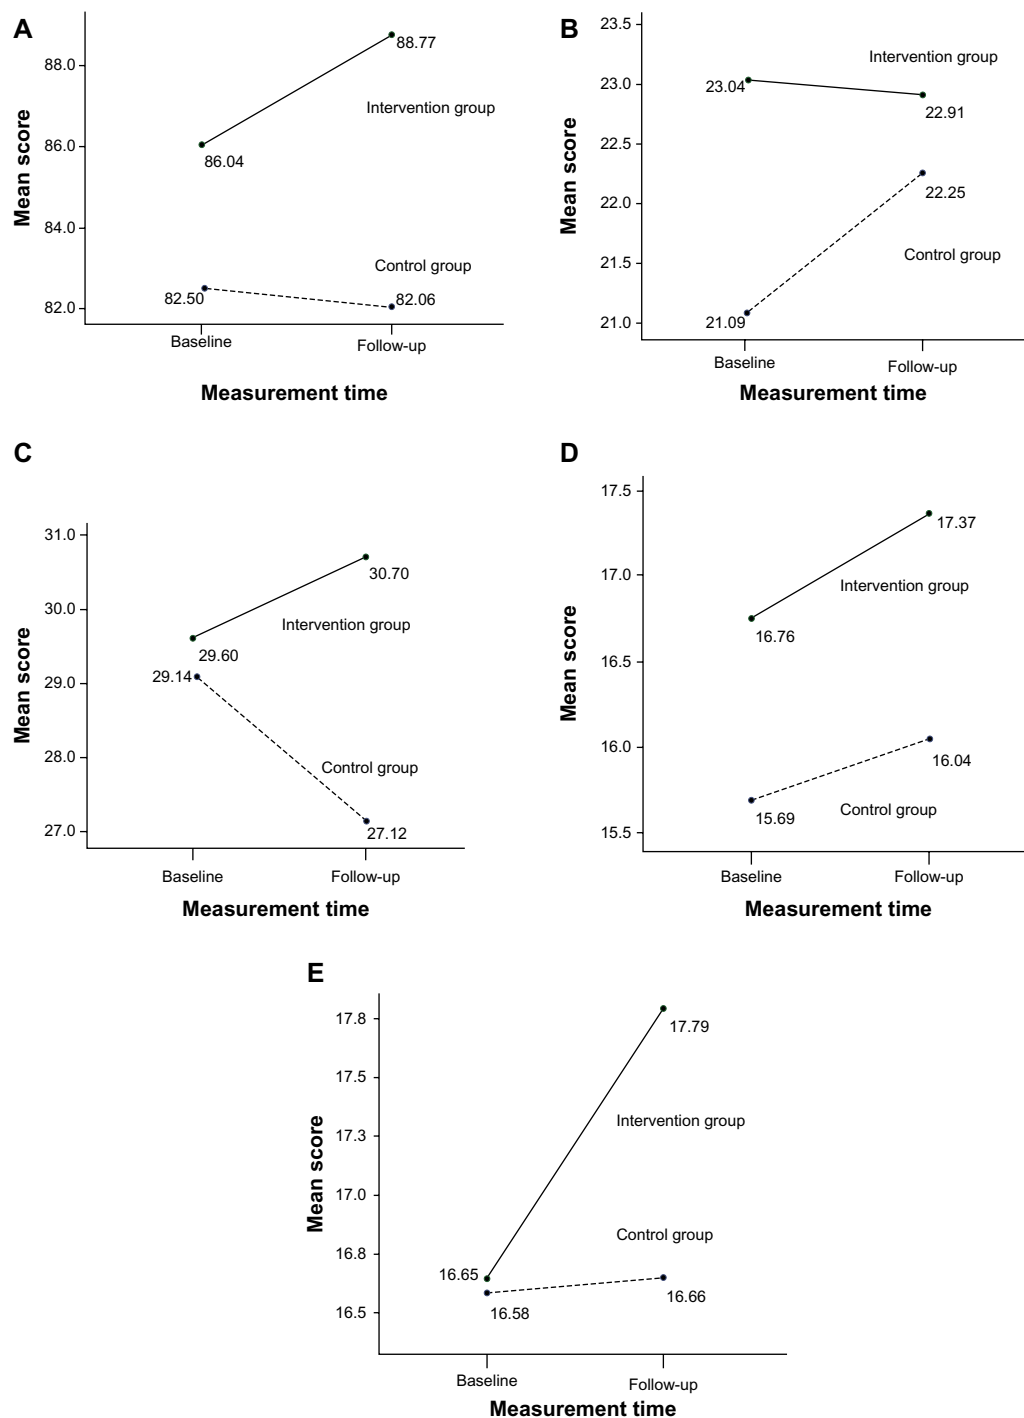 A
Mean score
88.0
86.0
84.0
82.0
88.77
Intervention group
86.04
Control group
82.50
82.06
Baseline
Follow-up
Measurement time
B
Mean score
23.5
23.0
22.5
22.0
21.5
21.0
Intervention group
23.04
22.91
22.25
Control group
21.09
Baseline
Follow-up
Measurement time
C
Mean score
31.0
30.0
29.0
28.0
27.0
30.70
Intervention group
29.60
29.14
Control group
27.12
Baseline
Follow-up
Measurement time
D
Mean score
17.5
17.0
16.5
16.0
15.5
17.37
Intervention group
16.76
16.04
15.69
Control group
Baseline
Follow-up
Measurement time
E
Mean score
17.8
17.5
17.3
17.0
16.8
16.5
17.79
Intervention group
Control group
16.65
16.58
16.66
Baseline
Follow-up
Measurement time